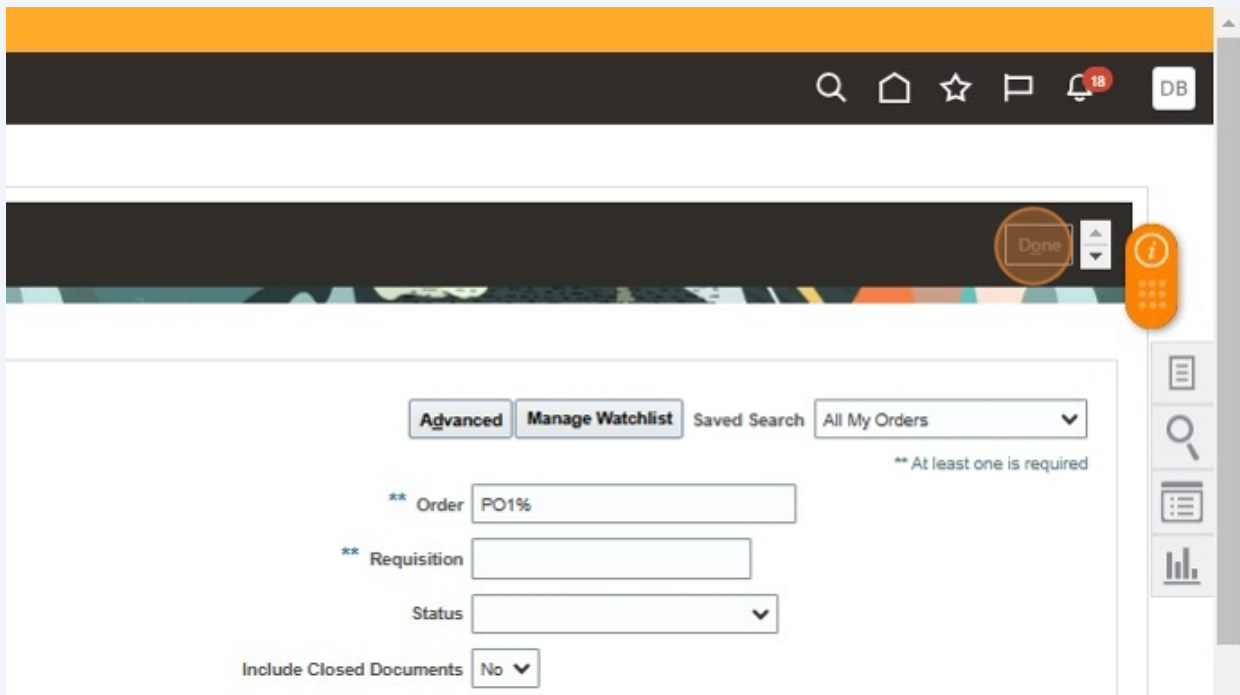 18
DB
Done
Advanced Manage Watchlist Saved Search All My Orders
** At least one is required
** Order PO1%
** Requisition
Status
Include Closed Documents No